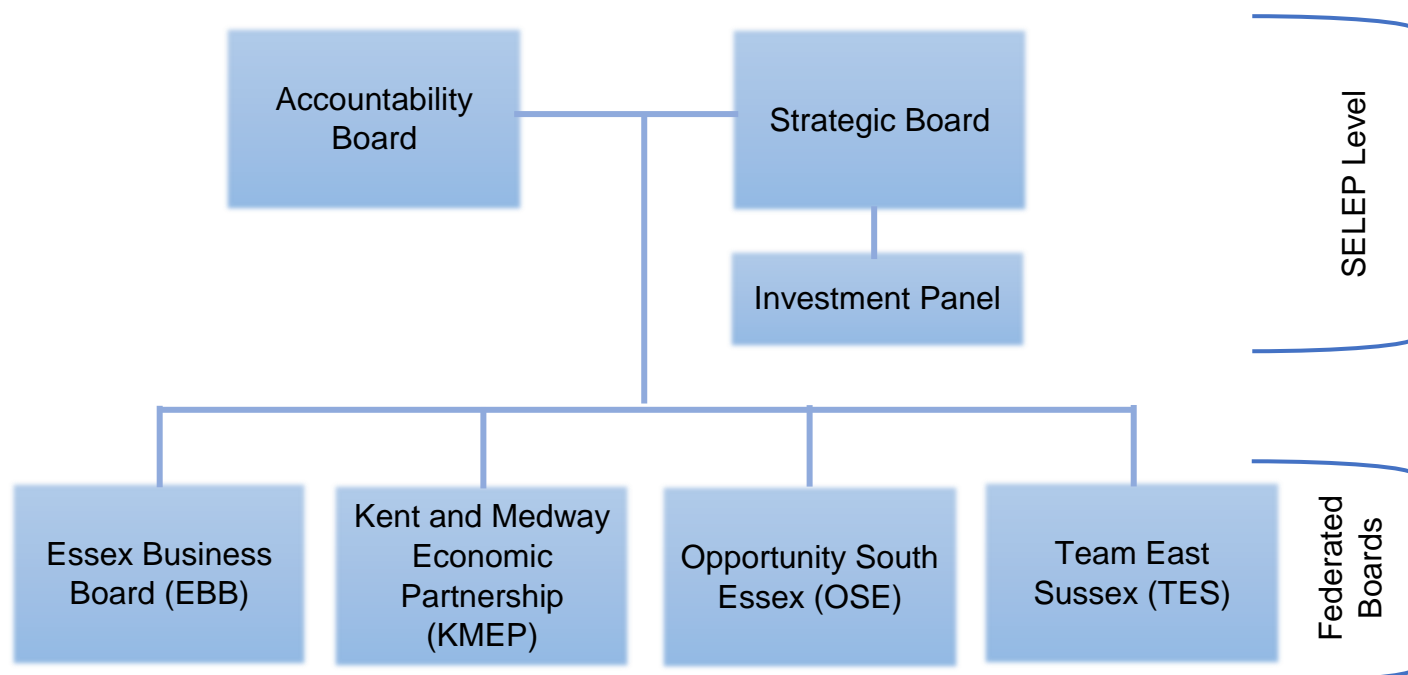 Accountability
Board
Strategic Board
SELEP Level
Investment Panel
Essex Business
Board (EBB)
Kent and Medway
Economic
Partnership
(KMEP)
Opportunity South
Essex (OSE)
Team East
Sussex (TES)
Federated
Boards